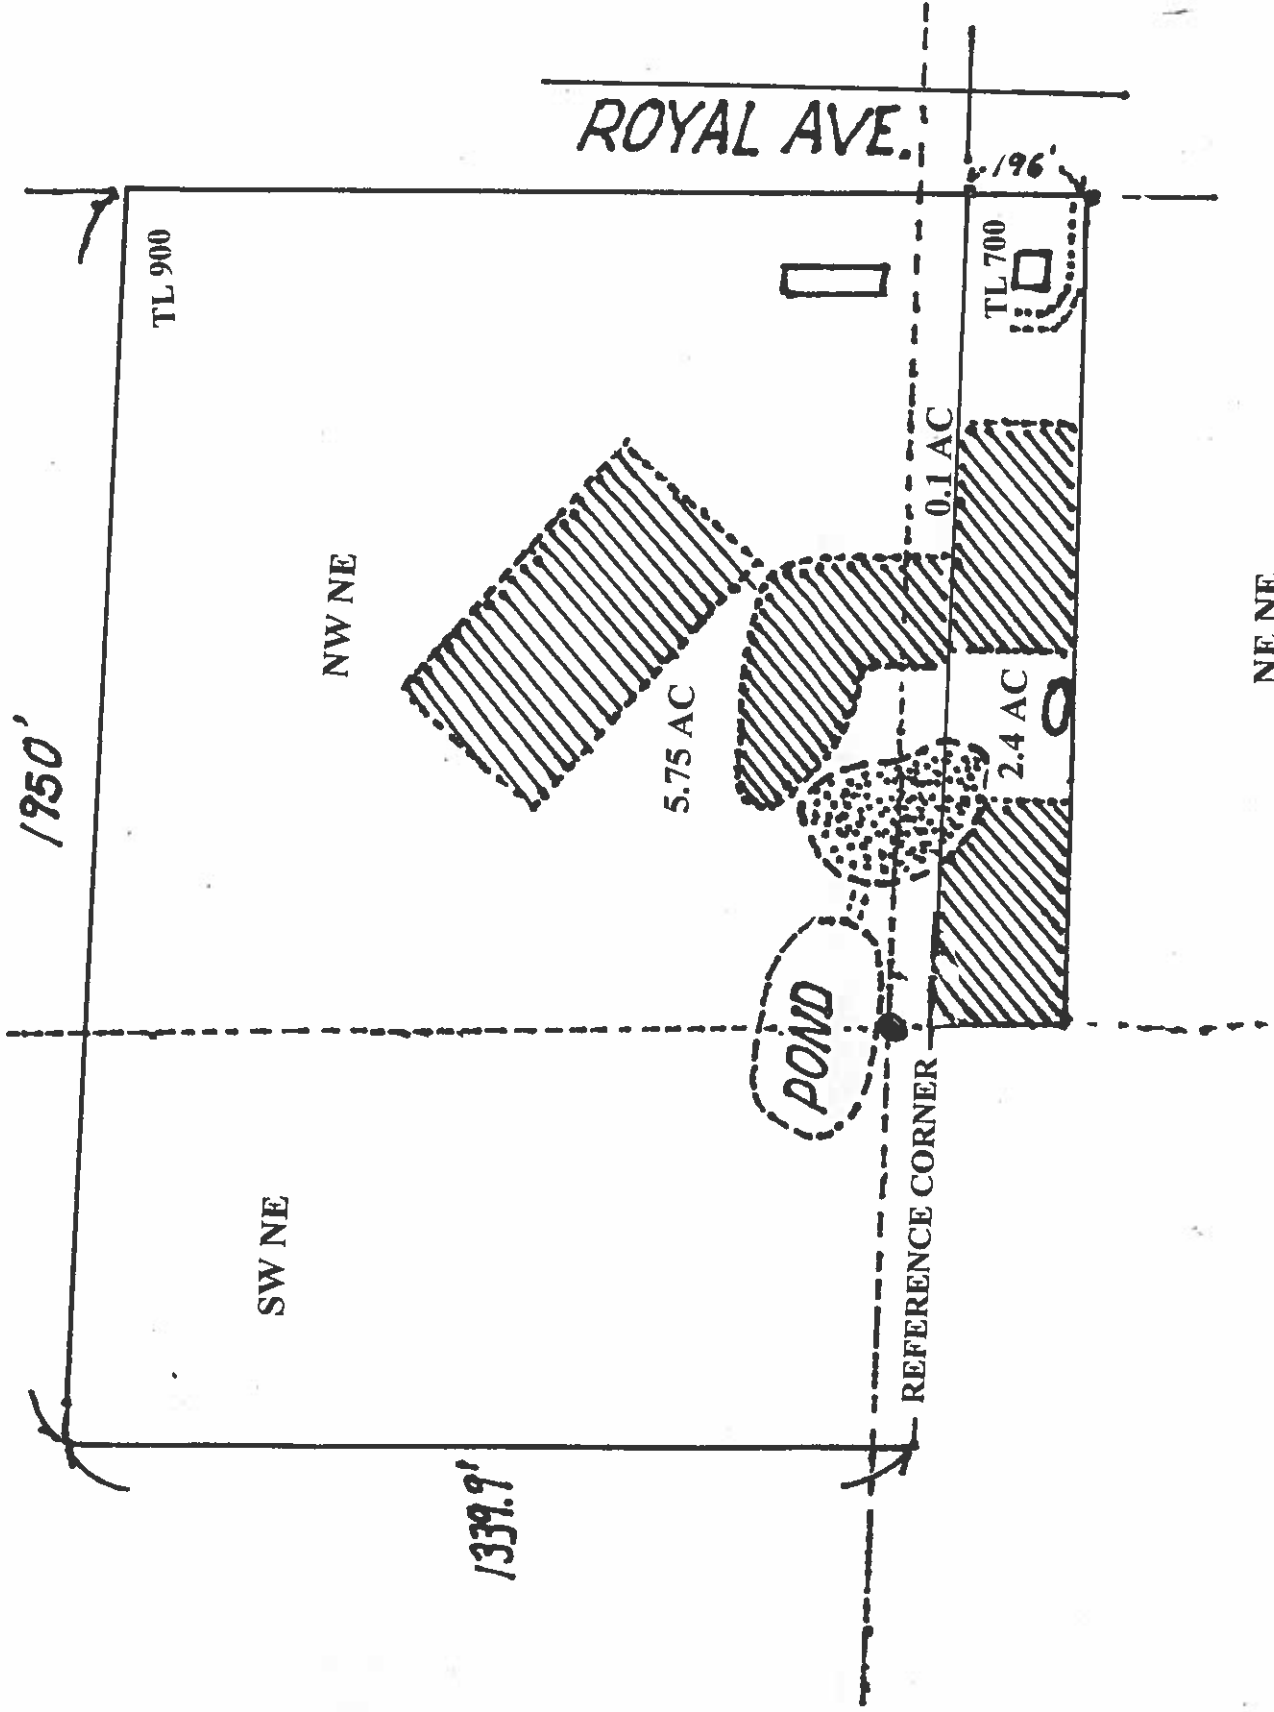 ROYAL AVE.
196'
TL 900
TL 700
0.1 AC
NW NE
NE NE
5.75 AC
2.4 AC
1950'
POND
REFERENCE CORNER
SW NE
1339.9'